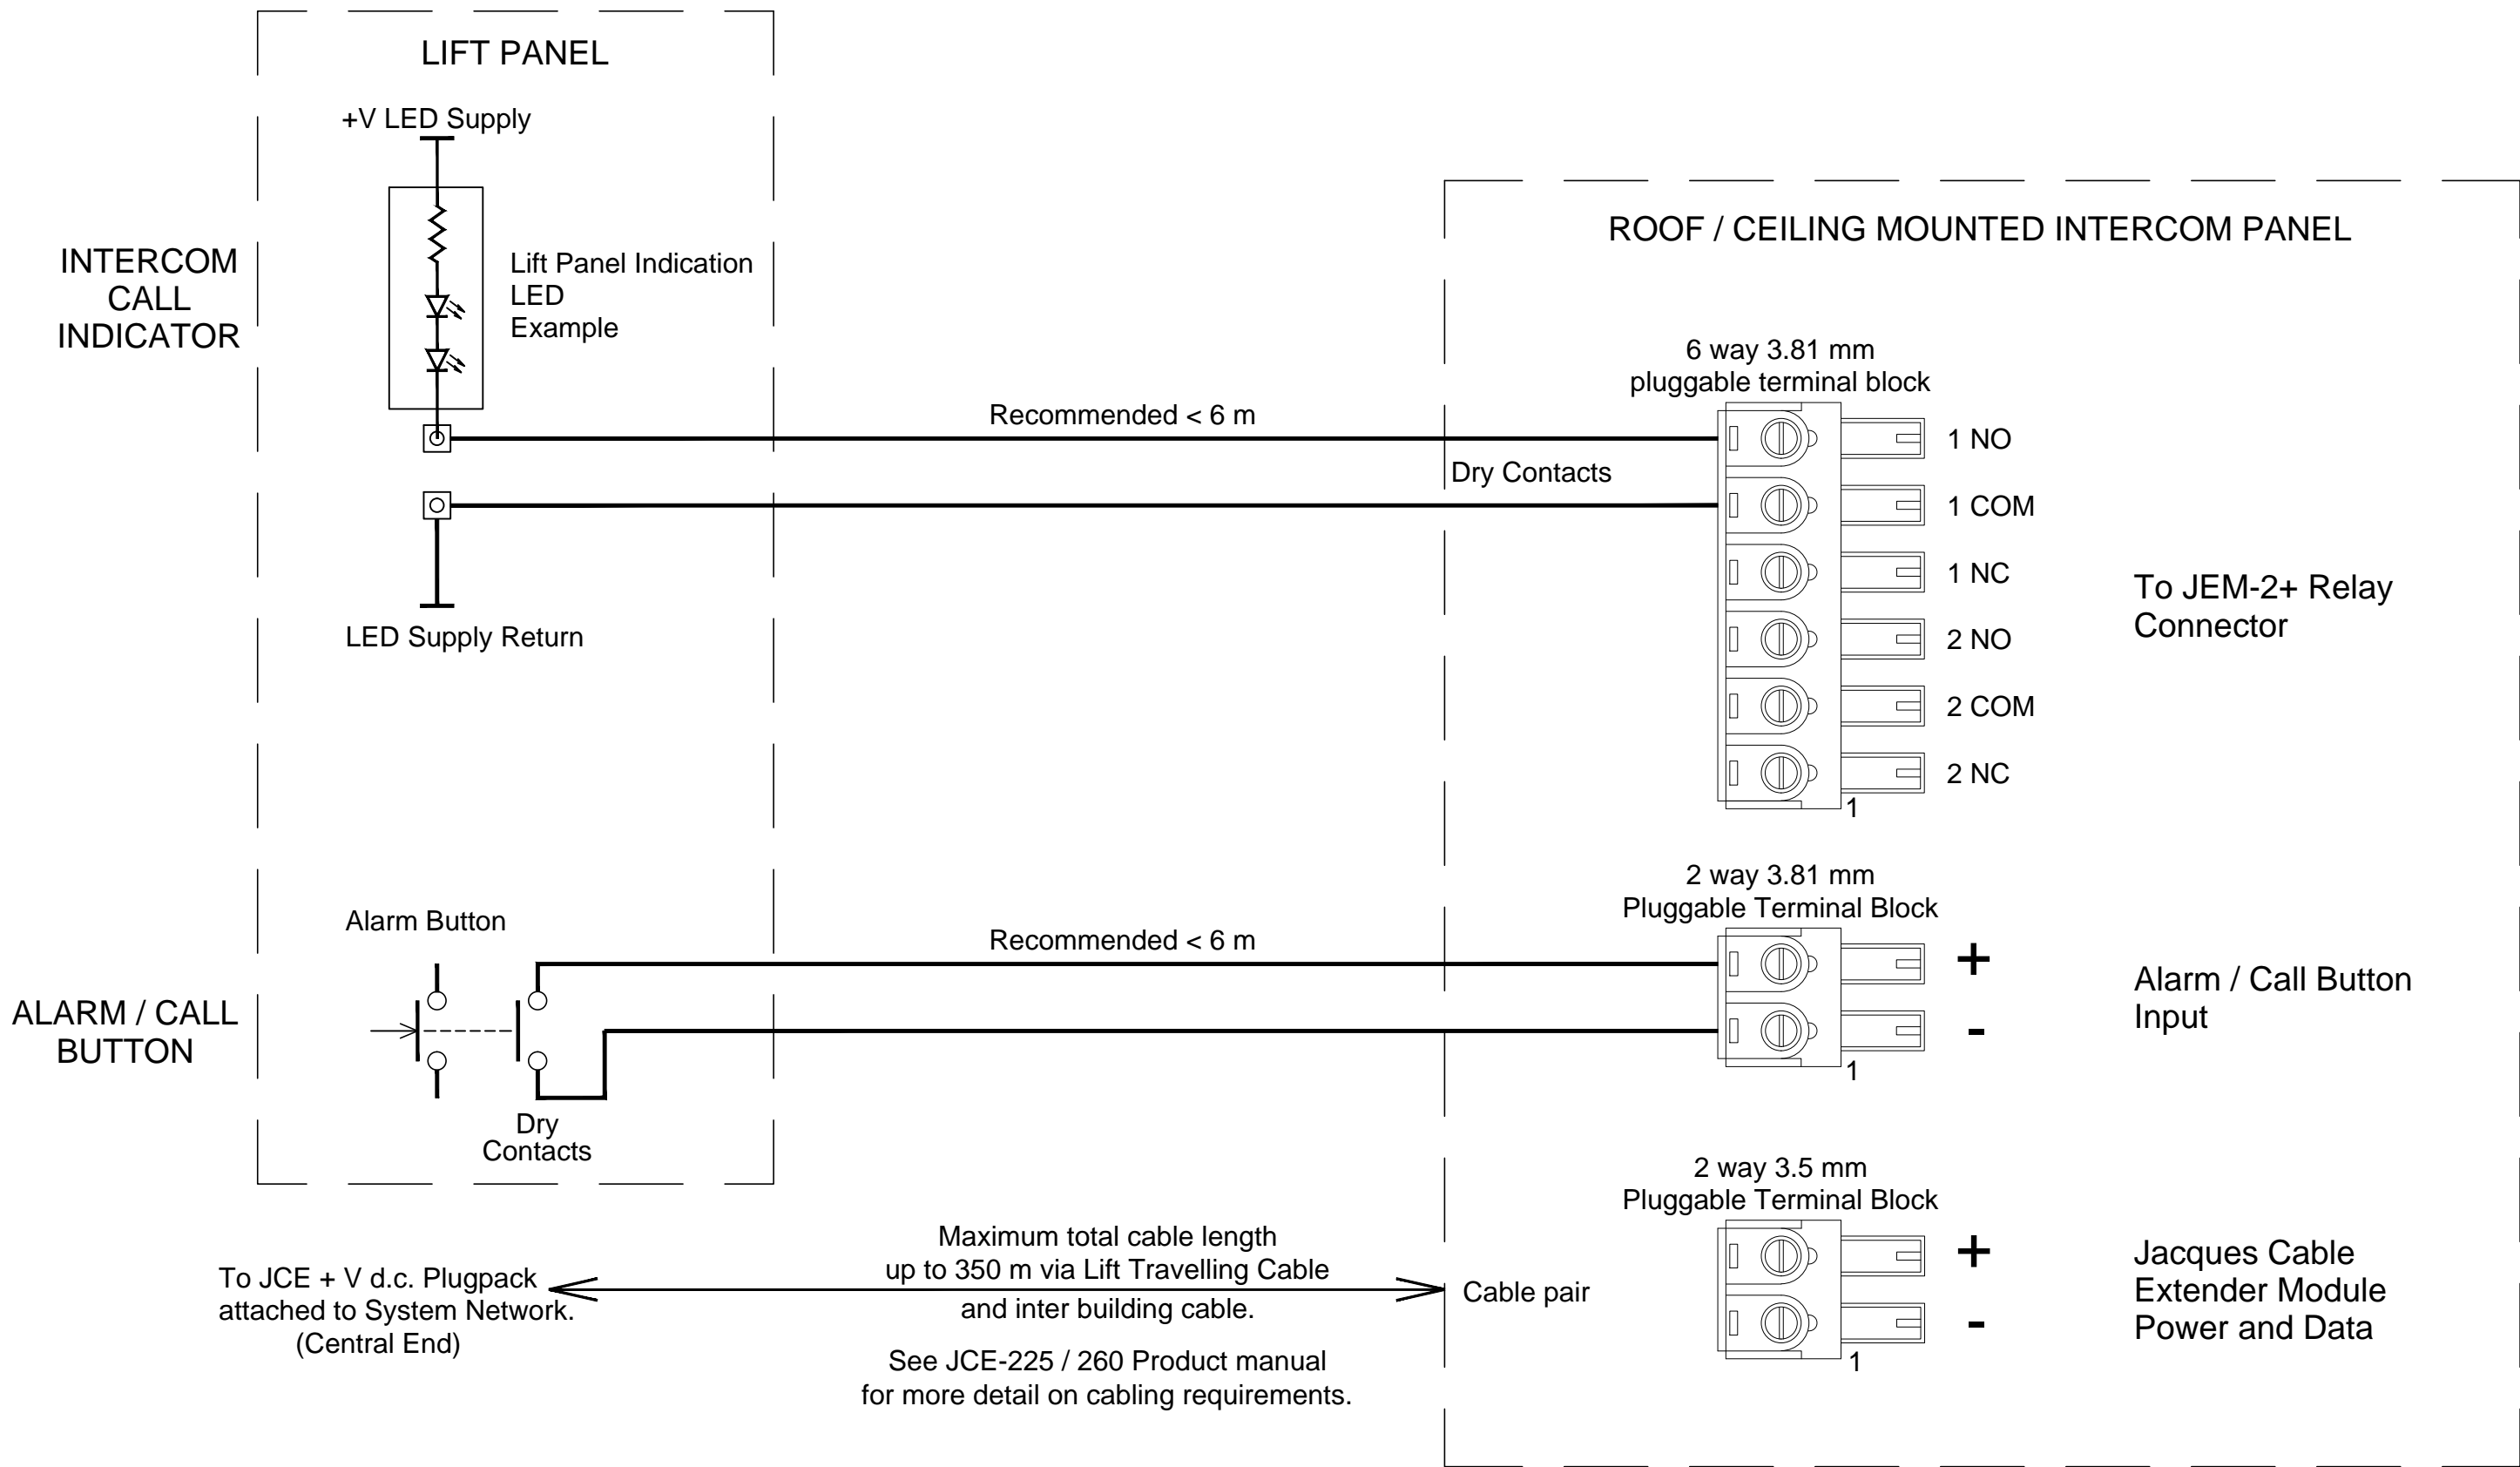 LIFT PANEL
+V LED Supply
INTERCOM
CALL
INDICATOR
Lift Panel Indication
LED
Example
LED Supply Return
Recommended < 6 m
ROOF / CEILING MOUNTED INTERCOM PANEL
6 way 3.81 mm
pluggable terminal block
Dry Contacts
1 NO
1 COM
1 NC
2 NO
2 COM
2 NC
1
To JEM-2+ Relay
Connector
ALARM / CALL
BUTTON
Alarm Button
Dry
Contacts
Recommended < 6 m
2 way 3.81 mm
Pluggable Terminal Block
+
-
1
Alarm / Call Button
Input
To JCE + V d.c. Plugpack
attached to System Network.
(Central End)
Maximum total cable length
up to 350 m via Lift Travelling Cable
and inter building cable.
See JCE-225 / 260 Product manual
for more detail on cabling requirements.
Cable pair
2 way 3.5 mm
Pluggable Terminal Block
+
-
1
Jacques Cable
Extender Module
Power and Data